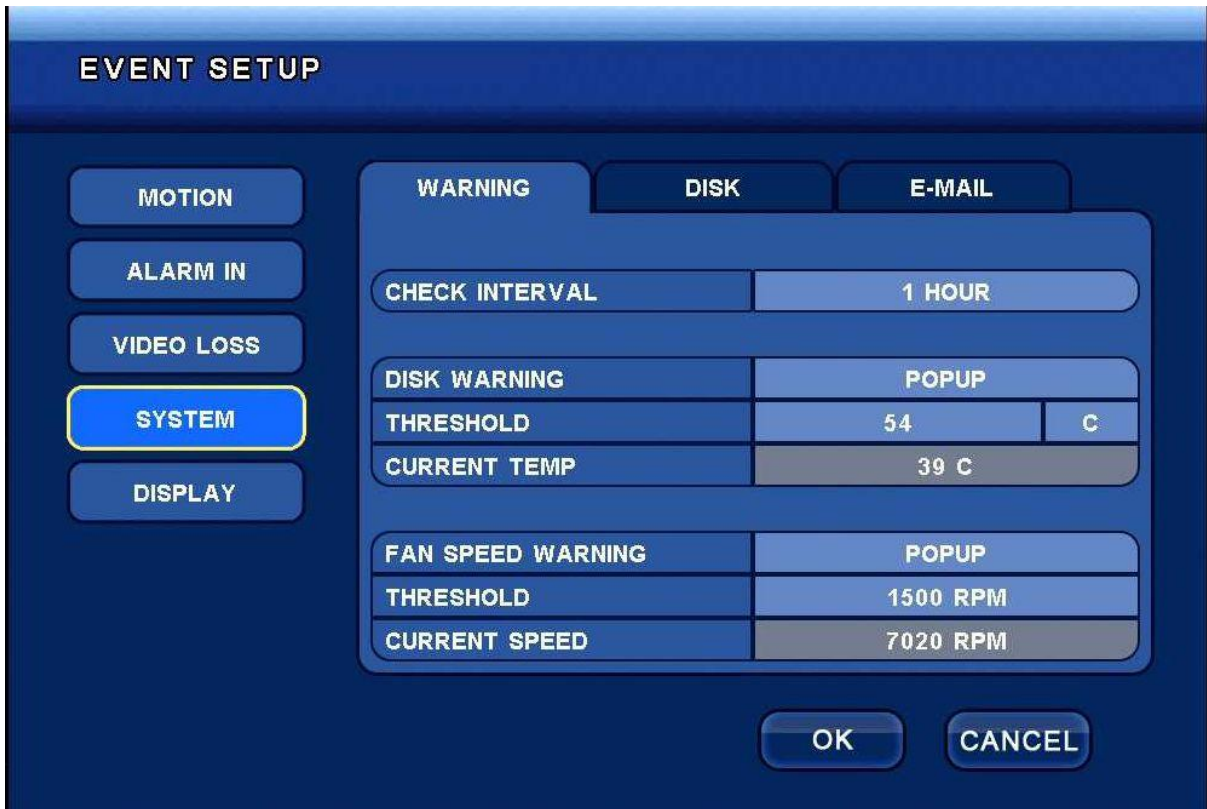 EVENT SETUP
MOTION
ALARM IN
VIDEO LOSS
SYSTEM
DISPLAY
WARNING DISK E-MAIL
CHECK INTERVAL 1 HOUR
DISK WARNING POPUP
THRESHOLD 54 C
CURRENT TEMP 39 C
FAN SPEED WARNING POPUP
THRESHOLD 1500 RPM
CURRENT SPEED 7020 RPM
OK CANCEL